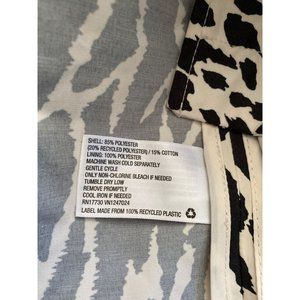 SHELL: 85% POLYESTER
(20% RECYCLED POLYESTER) / 15% COTTON
LINING: 100% POLYESTER
MACHINE WASH COLD SEPARATELY
GENTLE CYCLE
ONLY NON-CHLORINE BLEACH IF NEEDED
TUMBLE DRY LOW
REMOVE PROMPTLY
COOL IRON IF NEEDED
RN17730 VN1247024
LABEL MADE FROM 100% RECYCLED PLASTIC